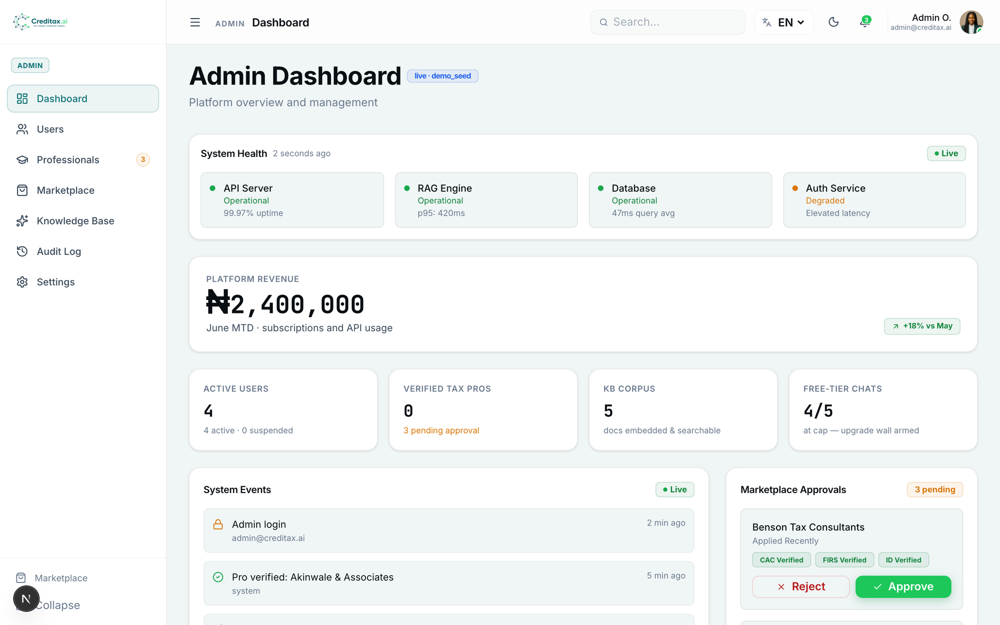 Creditax.ai
TAX SMART. BORROW SMART.
ADMIN Dashboard
Search...
EN
3
Admin O.
admin@creditax.ai
ADMIN
Dashboard
Users
Professionals 3
Marketplace
Knowledge Base
Audit Log
Settings
Marketplace
N
Collapse
Admin Dashboard live · demo_seed
Platform overview and management
System Health 2 seconds ago
Live
API Server
Operational
99.97% uptime
RAG Engine
Operational
p95: 420ms
Database
Operational
47ms query avg
Auth Service
Degraded
Elevated latency
PLATFORM REVENUE
₦2,400,000
June MTD · subscriptions and API usage
+18% vs May
ACTIVE USERS
4
4 active · 0 suspended
VERIFIED TAX PROS
0
3 pending approval
KB CORPUS
5
docs embedded & searchable
FREE-TIER CHATS
4/5
at cap — upgrade wall armed
System Events
Live
Admin login
admin@creditax.ai
2 min ago
Pro verified: Akinwale & Associates
system
5 min ago
Marketplace Approvals
3 pending
Benson Tax Consultants
Applied Recently
CAC Verified
FIRS Verified
ID Verified
Reject
Approve